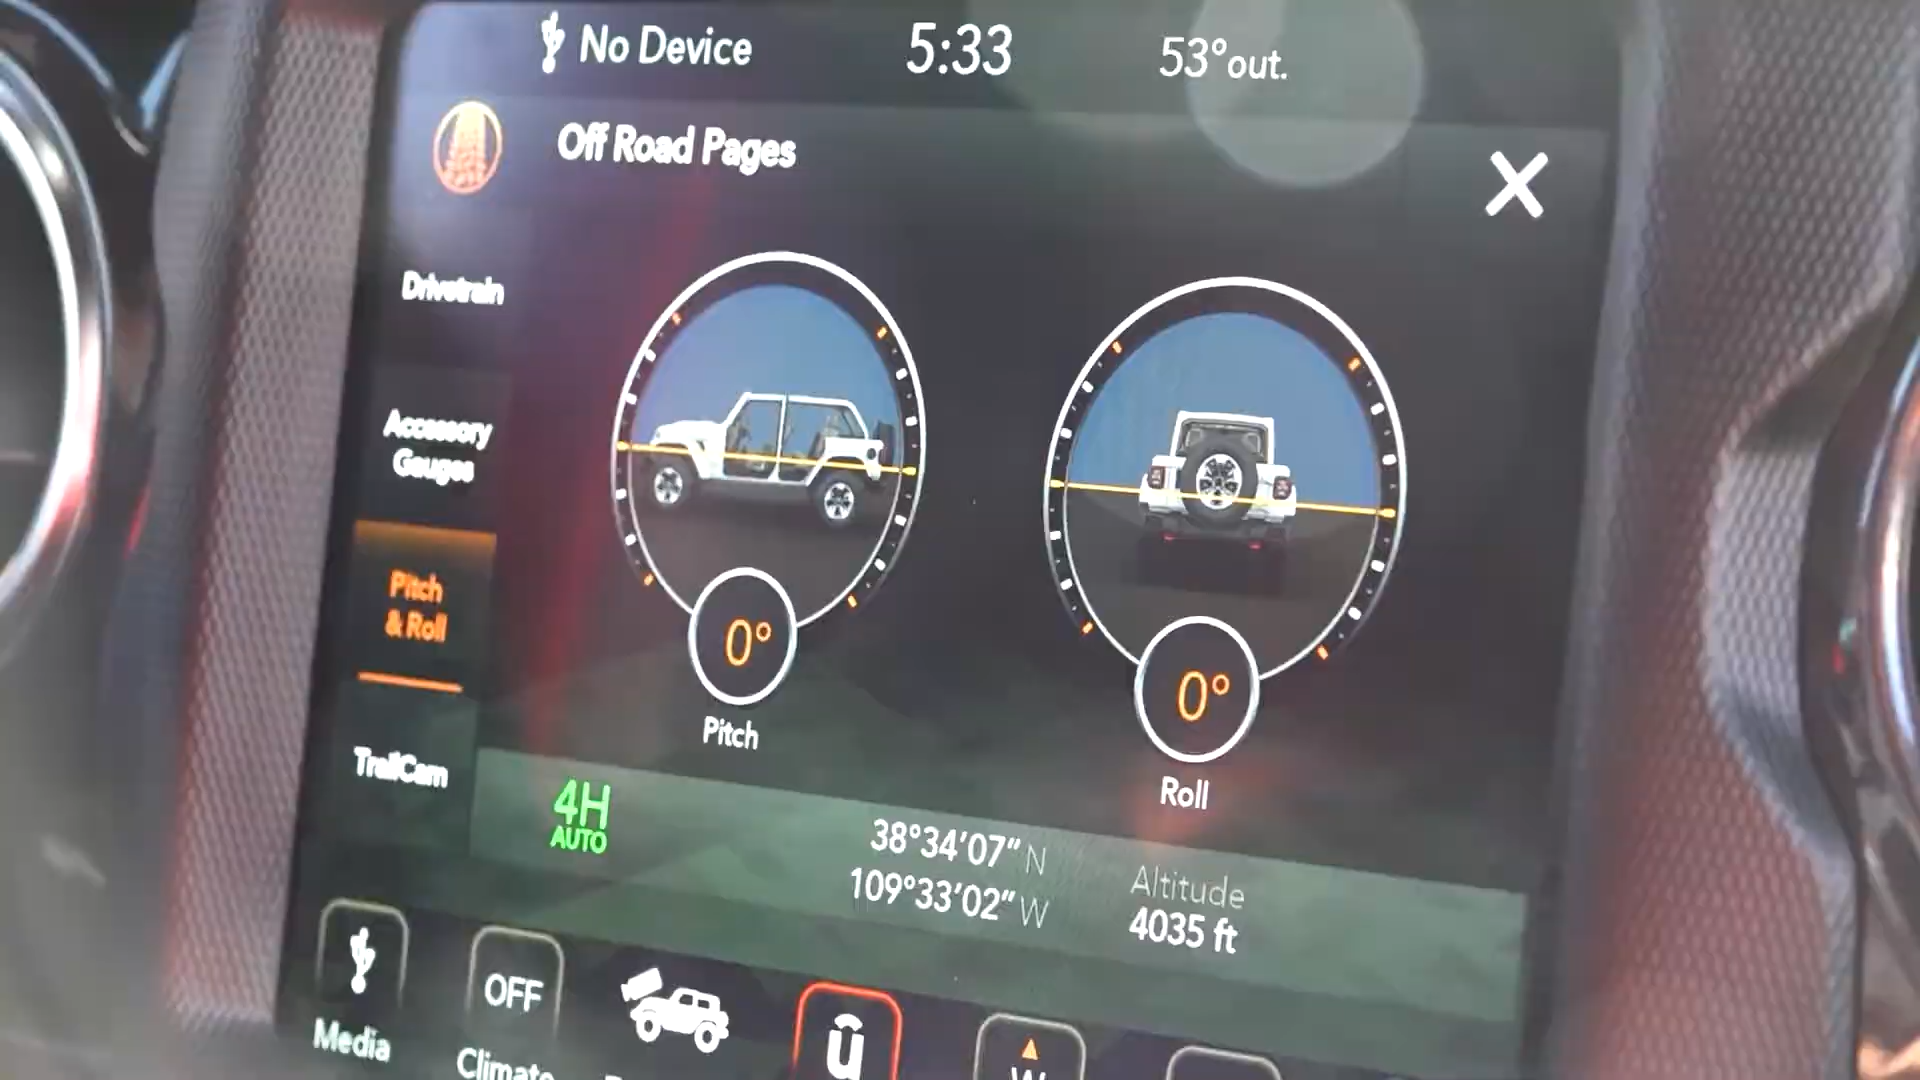 No Device
5:33
53°out.
Off Road Pages
Drivetrain
Accessory
Gauges
Pitch
& Roll
TrailCam
0°
Pitch
0°
Roll
4H
AUTO
38°34'07" N
109°33'02" W
Altitude
4035 ft
Media
OFF
Climate
u
W